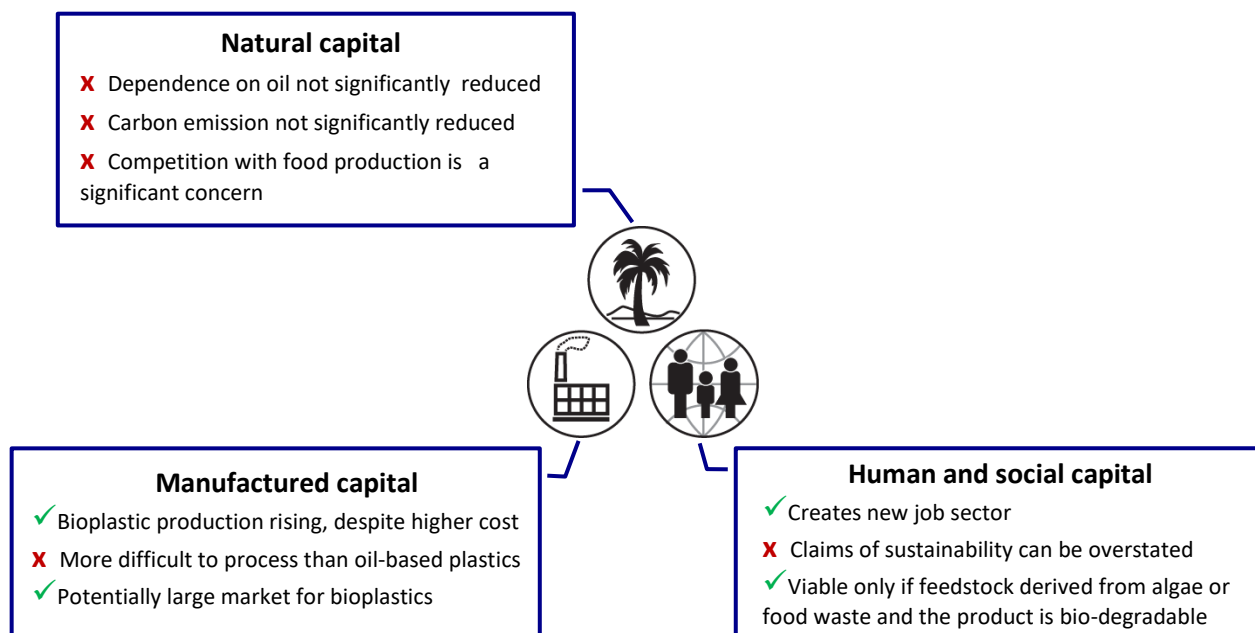 Natural capital
X Dependence on oil not significantly reduced
X Carbon emission not significantly reduced
X Competition with food production is a
significant concern
Manufactured capital
✓ Bioplastic production rising, despite higher cost
X More difficult to process than oil-based plastics
✓ Potentially large market for bioplastics
Human and social capital
✓ Creates new job sector
X Claims of sustainability can be overstated
✓ Viable only if feedstock derived from algae or
food waste and the product is bio-degradable